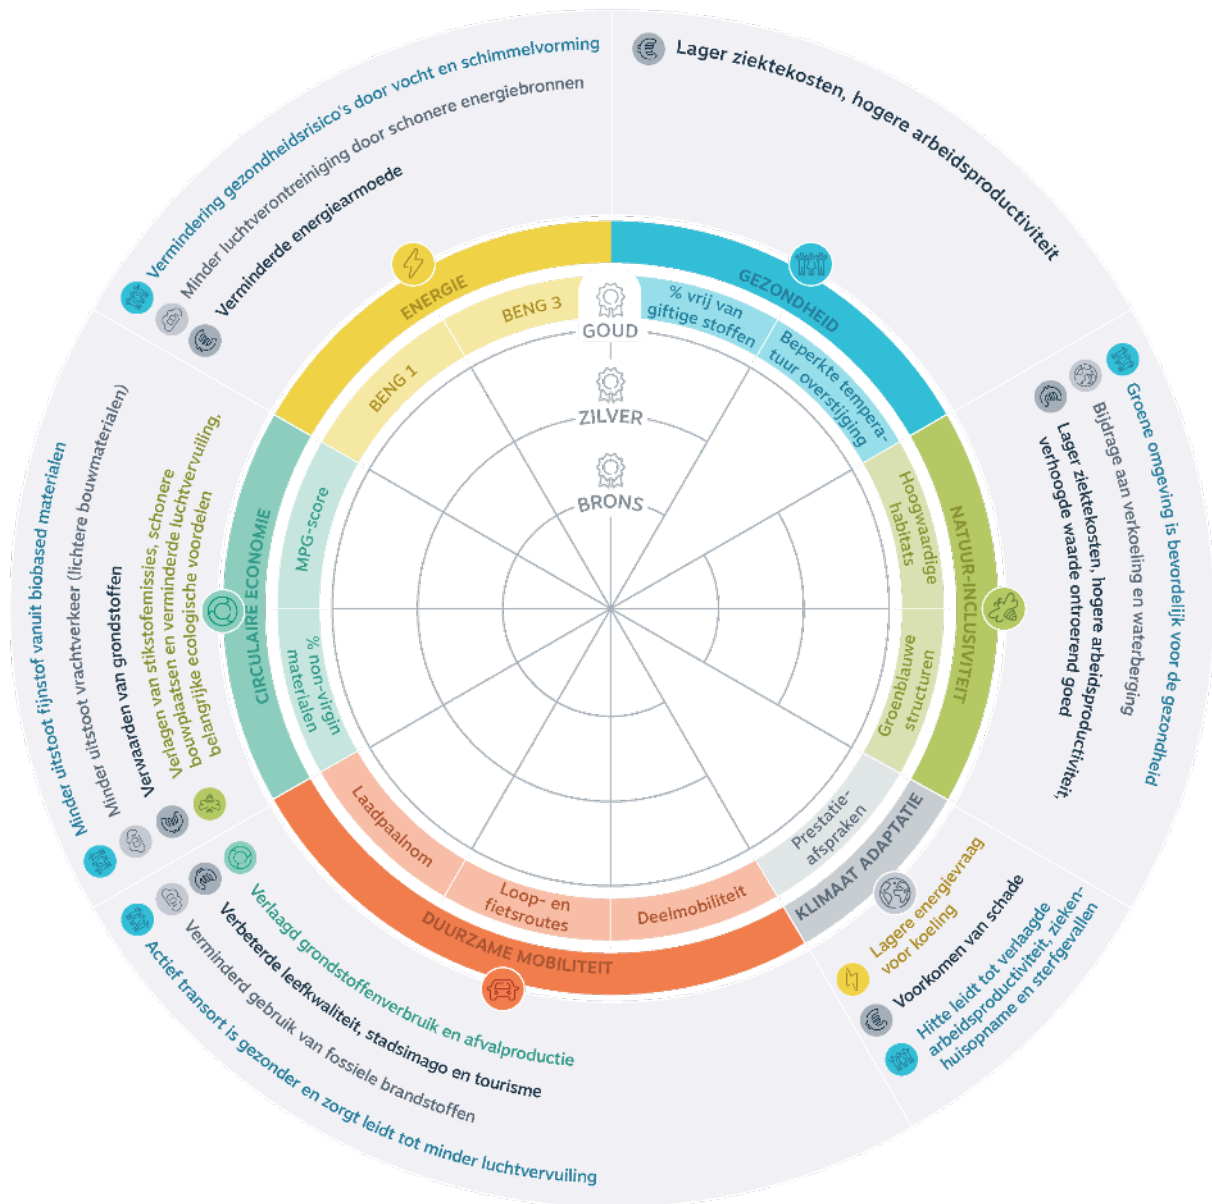 Lager ziektekosten, hogere arbeidsproductiviteit
Groene omgeving is bevordelijk voor de gezondheid
Bijdrage aan verkoeling en waterberging
Lager ziektekosten, hogere arbeidsproductiviteit,
verhoogde waarde ontroerend goed
Lagere energievraag
voor koeling
Voorkomen van schade
Hitte leidt tot verlaagde
arbeidsproductiviteit, zieken-
huisopname en sterfgevallen
Verlaagd grondstoffenverbruik en afvalproductie
Verbeterde leefkwaliteit, stadsimago en tourisme
Verminderd gebruik van fossiele brandstoffen
Actief transort is gezonder en zorgt leidt tot minder luchtvervuiling
Minder uitstoot fijnstof vanuit biobased materialen
Minder uitstoot vrachtverkeer (lichtere bouwmaterialen)
Verwaarden van grondstoffen
Verlagen van stikstofemissies, schonere
bouwplaatsen en verminderde luchtvervuiling,
belangrijke ecologische voordelen
Vermindering gezondheidsrisico's door vocht en schimmelvorming
Minder luchtverontreiniging door schonere energiebronnen
Verminderde energiearmoede
GEZONDHEID
NATUUR-INCLUSIVITEIT
KLIMAAT ADAPTATIE
DUURZAME MOBILITEIT
CIRCULAIRE ECONOMIE
ENERGIE
% vrij van
giftige stoffen
Beperkte tempera-
tuur overstijging
Hoogwaardige
habitats
Groenblauwe
structuren
Prestatie-
afspraken
Deelmobiliteit
Loop- en
fietsroutes
Laadpaalnom
% non-virgin
materialen
MPG-score
BENG 1
BENG 3
GOUD
ZILVER
BRONS